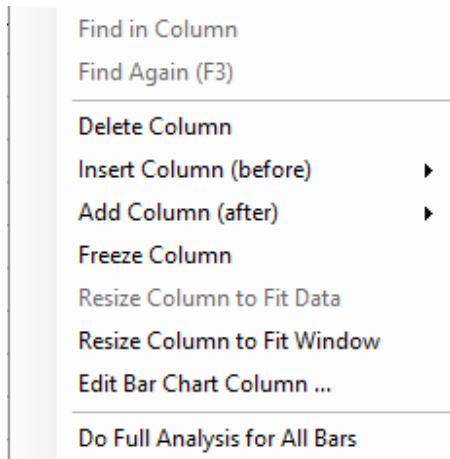 Find in Column
Find Again (F3)
Delete Column
Insert Column (before)
Add Column (after)
Freeze Column
Resize Column to Fit Data
Resize Column to Fit Window
Edit Bar Chart Column ...
Do Full Analysis for All Bars